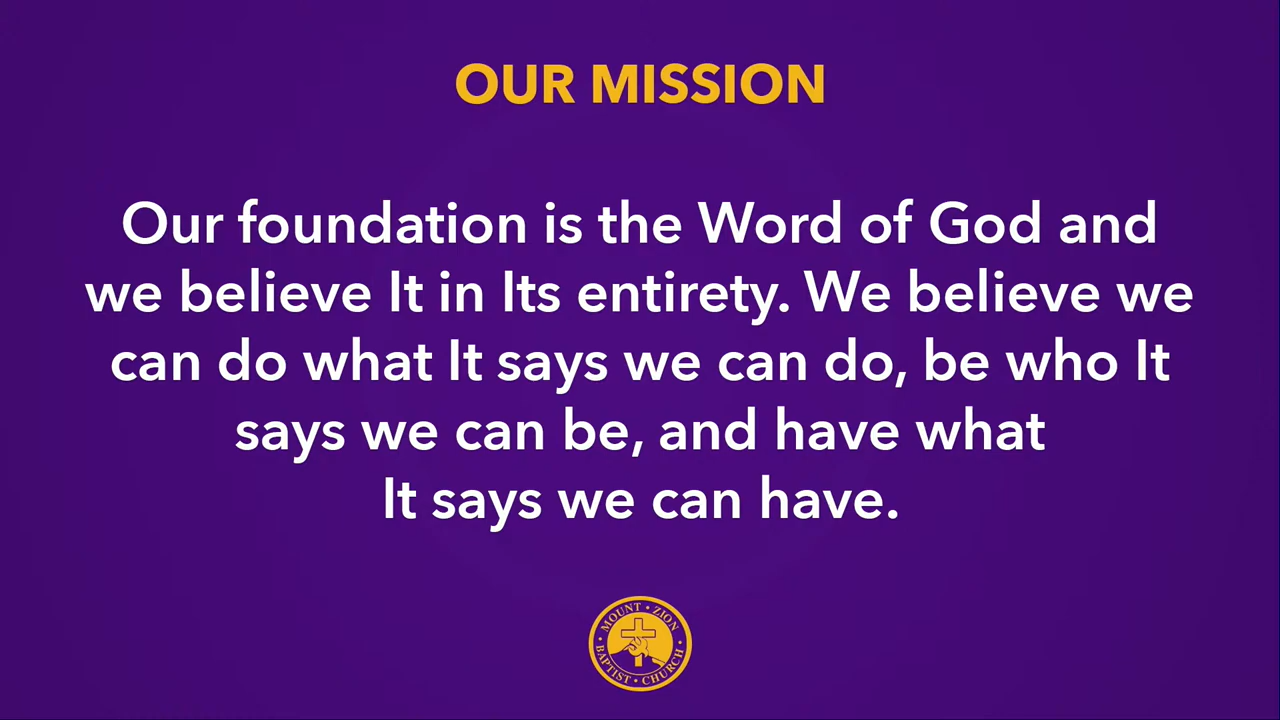 OUR MISSION
Our foundation is the Word of God and
we believe It in Its entirety. We believe we
can do what It says we can do, be who It
says we can be, and have what
It says we can have.
MOUNT • ZION
• BAPTIST • CHURCH •